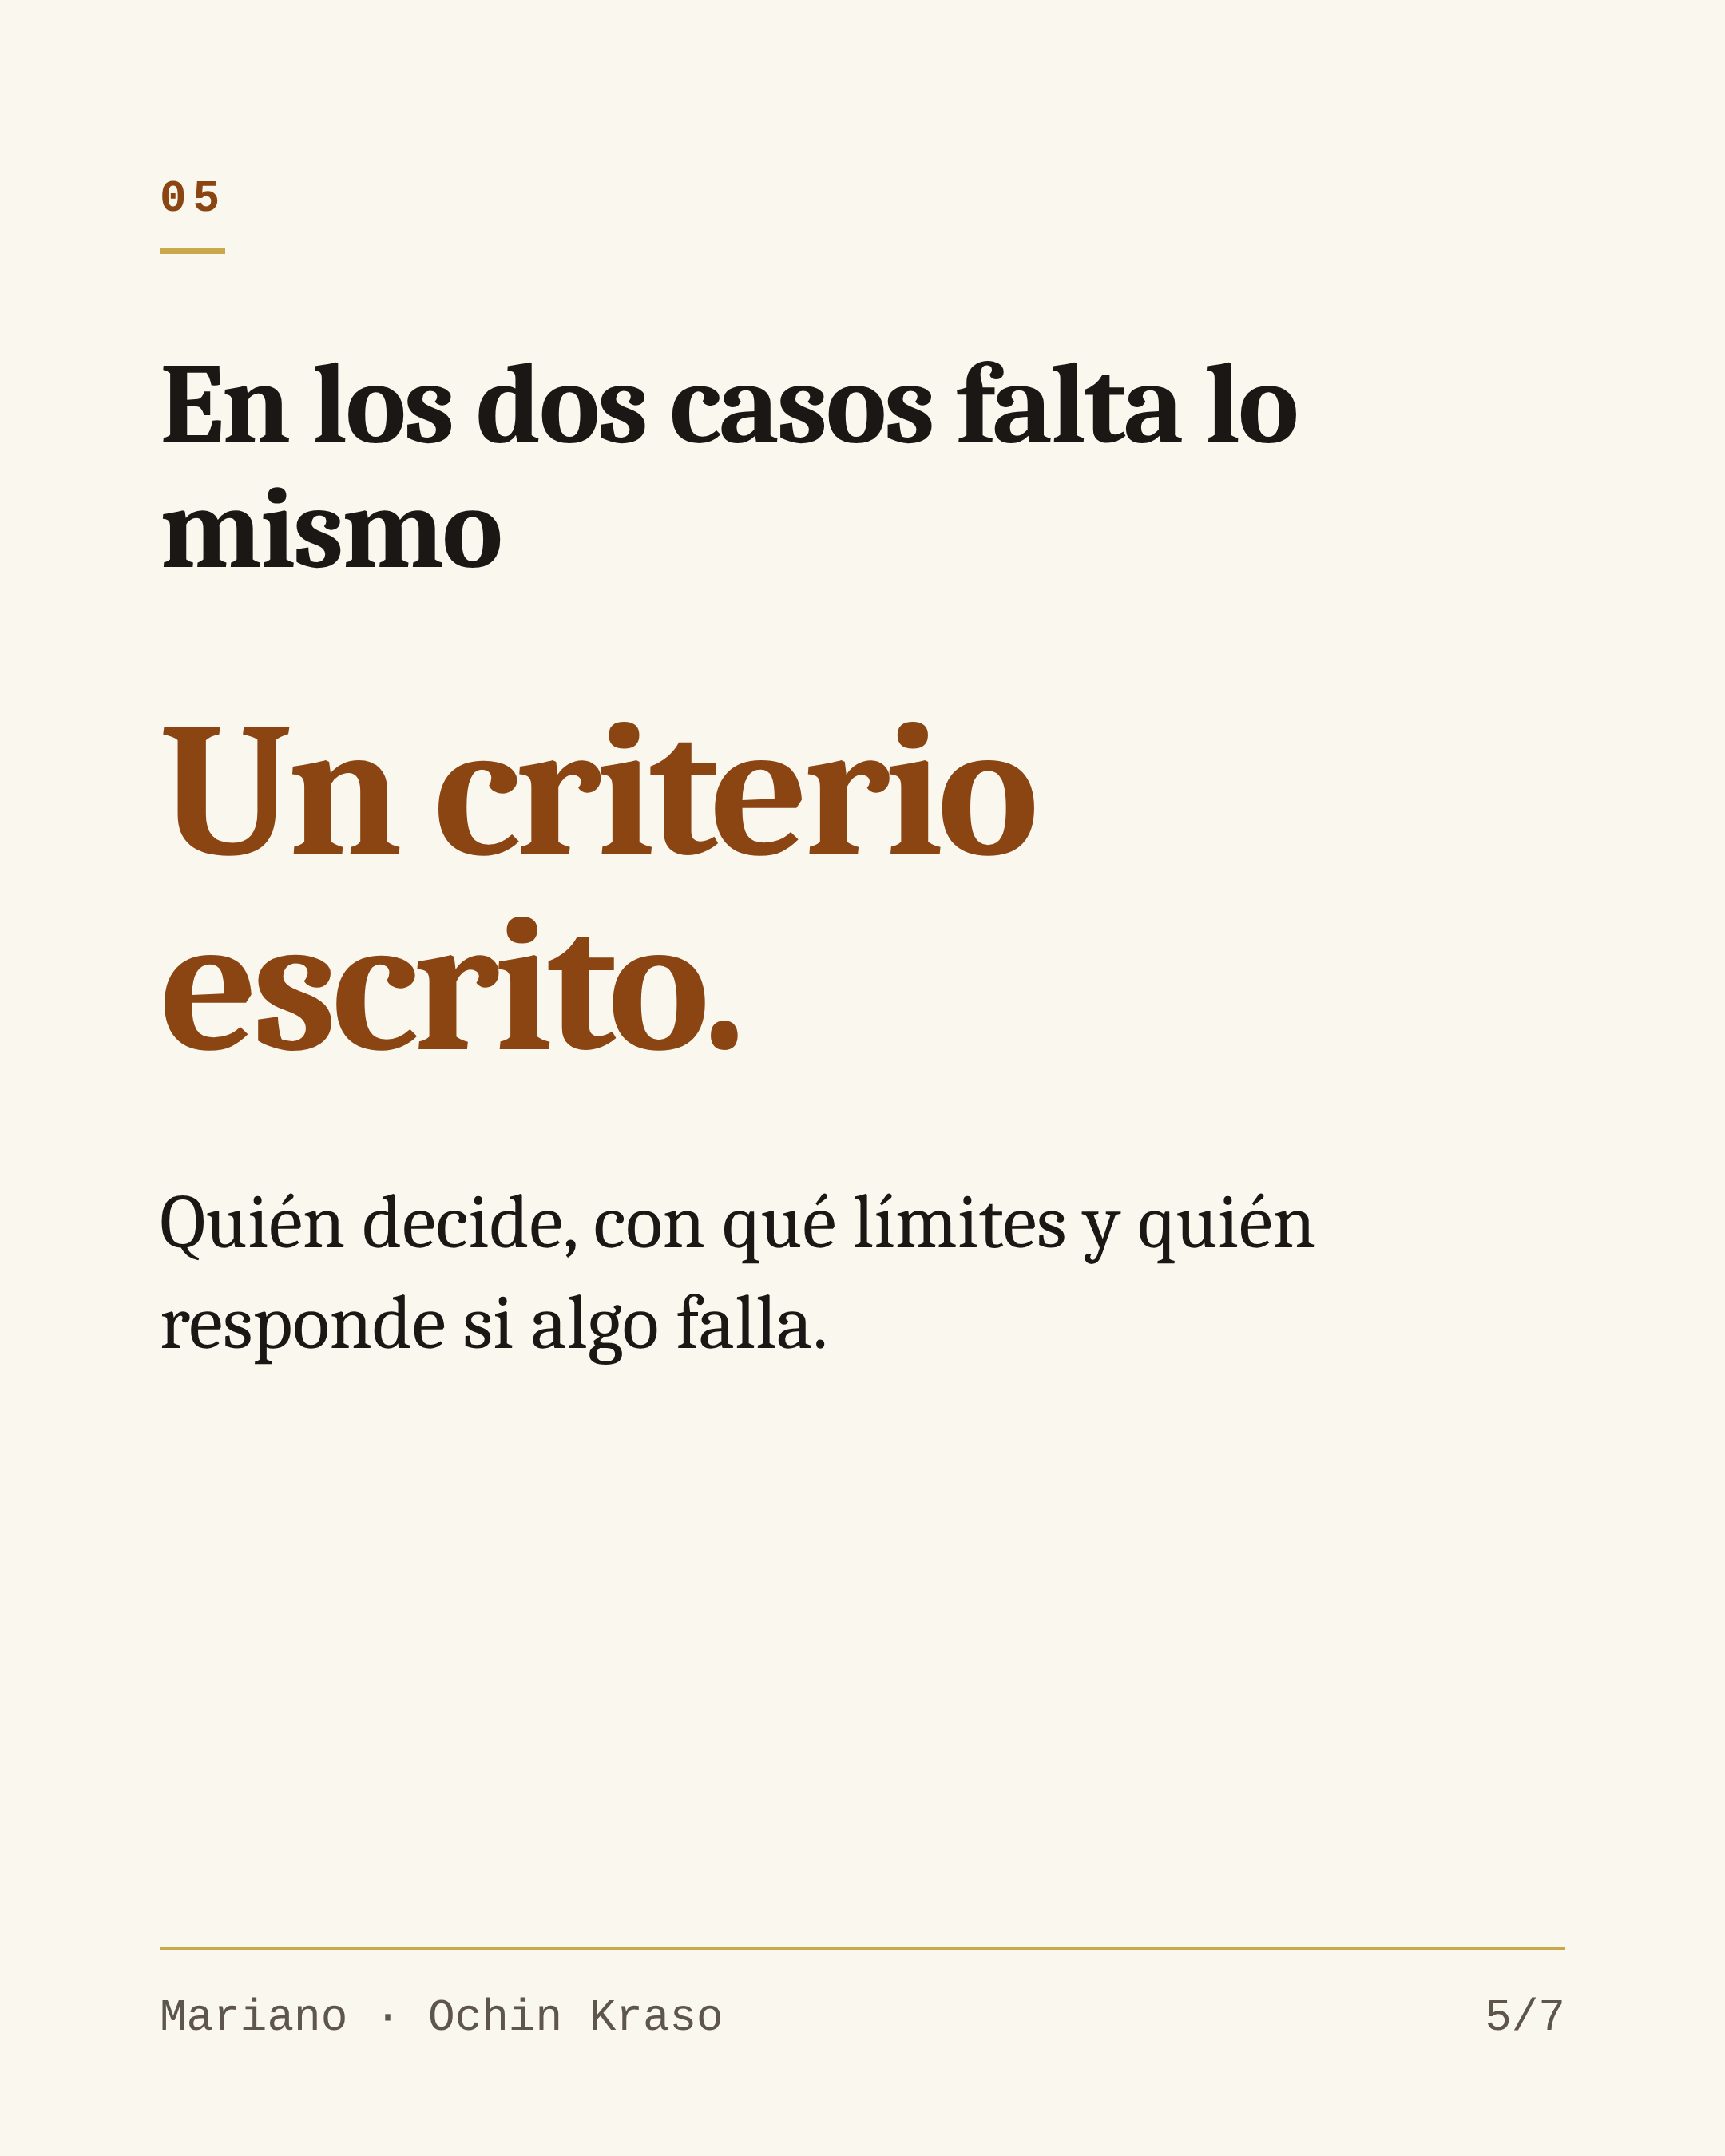 05
En los dos casos falta lo
mismo
Un criterio
escrito.
Quién decide, con qué límites y quién
responde si algo falla.
Mariano · Ochin Kraso
5/7